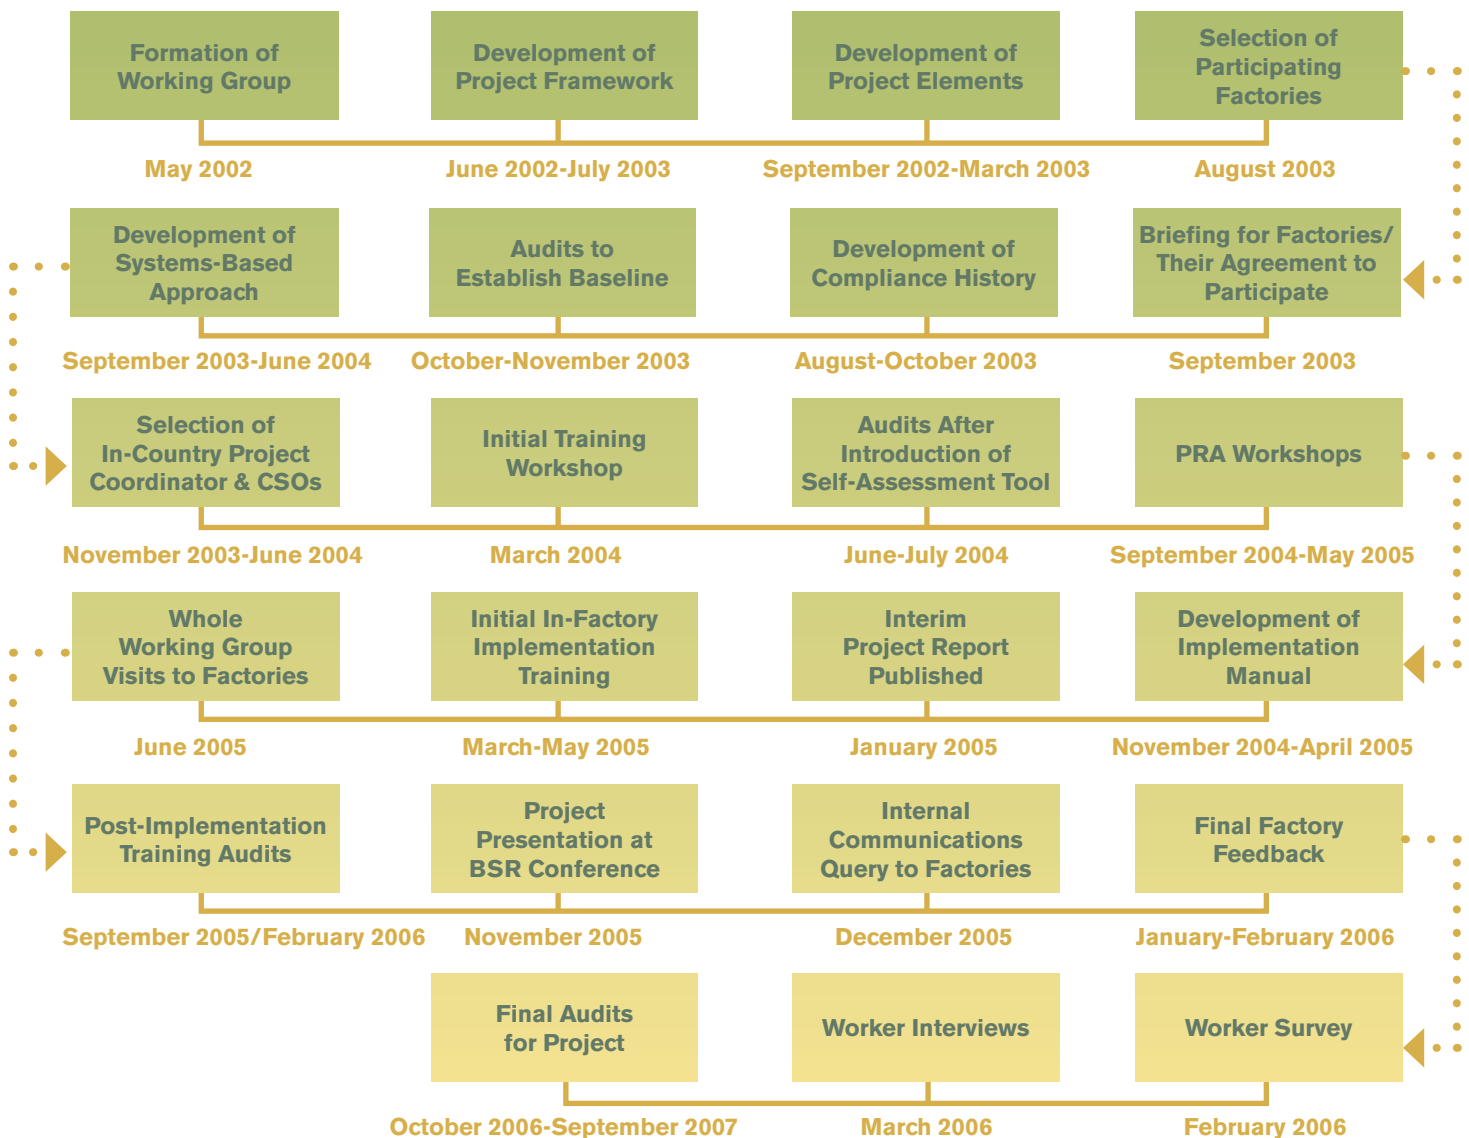 Formation of
Working Group
May 2002
Development of
Project Framework
June 2002-July 2003
Development of
Project Elements
September 2002-March 2003
Selection of
Participating
Factories
August 2003
Briefing for Factories/
Their Agreement to
Participate
September 2003
Development of
Compliance History
August-October 2003
Audits to
Establish Baseline
October-November 2003
Development of
Systems-Based
Approach
September 2003-June 2004
Selection of
In-Country Project
Coordinator & CSOs
November 2003-June 2004
Initial Training
Workshop
March 2004
Audits After
Introduction of
Self-Assessment Tool
June-July 2004
PRA Workshops
September 2004-May 2005
Development of
Implementation
Manual
November 2004-April 2005
Interim
Project Report
Published
January 2005
Initial In-Factory
Implementation
Training
March-May 2005
Whole
Working Group
Visits to Factories
June 2005
Post-Implementation
Training Audits
September 2005/February 2006
Project
Presentation at
BSR Conference
November 2005
Internal
Communications
Query to Factories
December 2005
Final Factory
Feedback
January-February 2006
Worker Survey
February 2006
Worker Interviews
March 2006
Final Audits
for Project
October 2006-September 2007